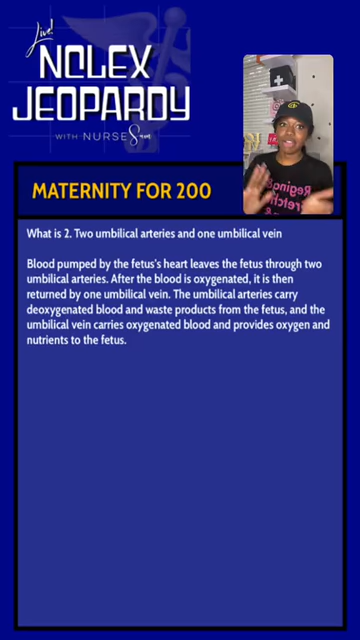 Live!
NCLEX
JEOPARDY
WITH NURSE Sam
MATERNITY FOR 200
What is 2. Two umbilical arteries and one umbilical vein
Blood pumped by the fetus's heart leaves the fetus through two
umbilical arteries. After the blood is oxygenated, it is then
returned by one umbilical vein. The umbilical arteries carry
deoxygenated blood and waste products from the fetus, and the
umbilical vein carries oxygenated blood and provides oxygen and
nutrients to the fetus.